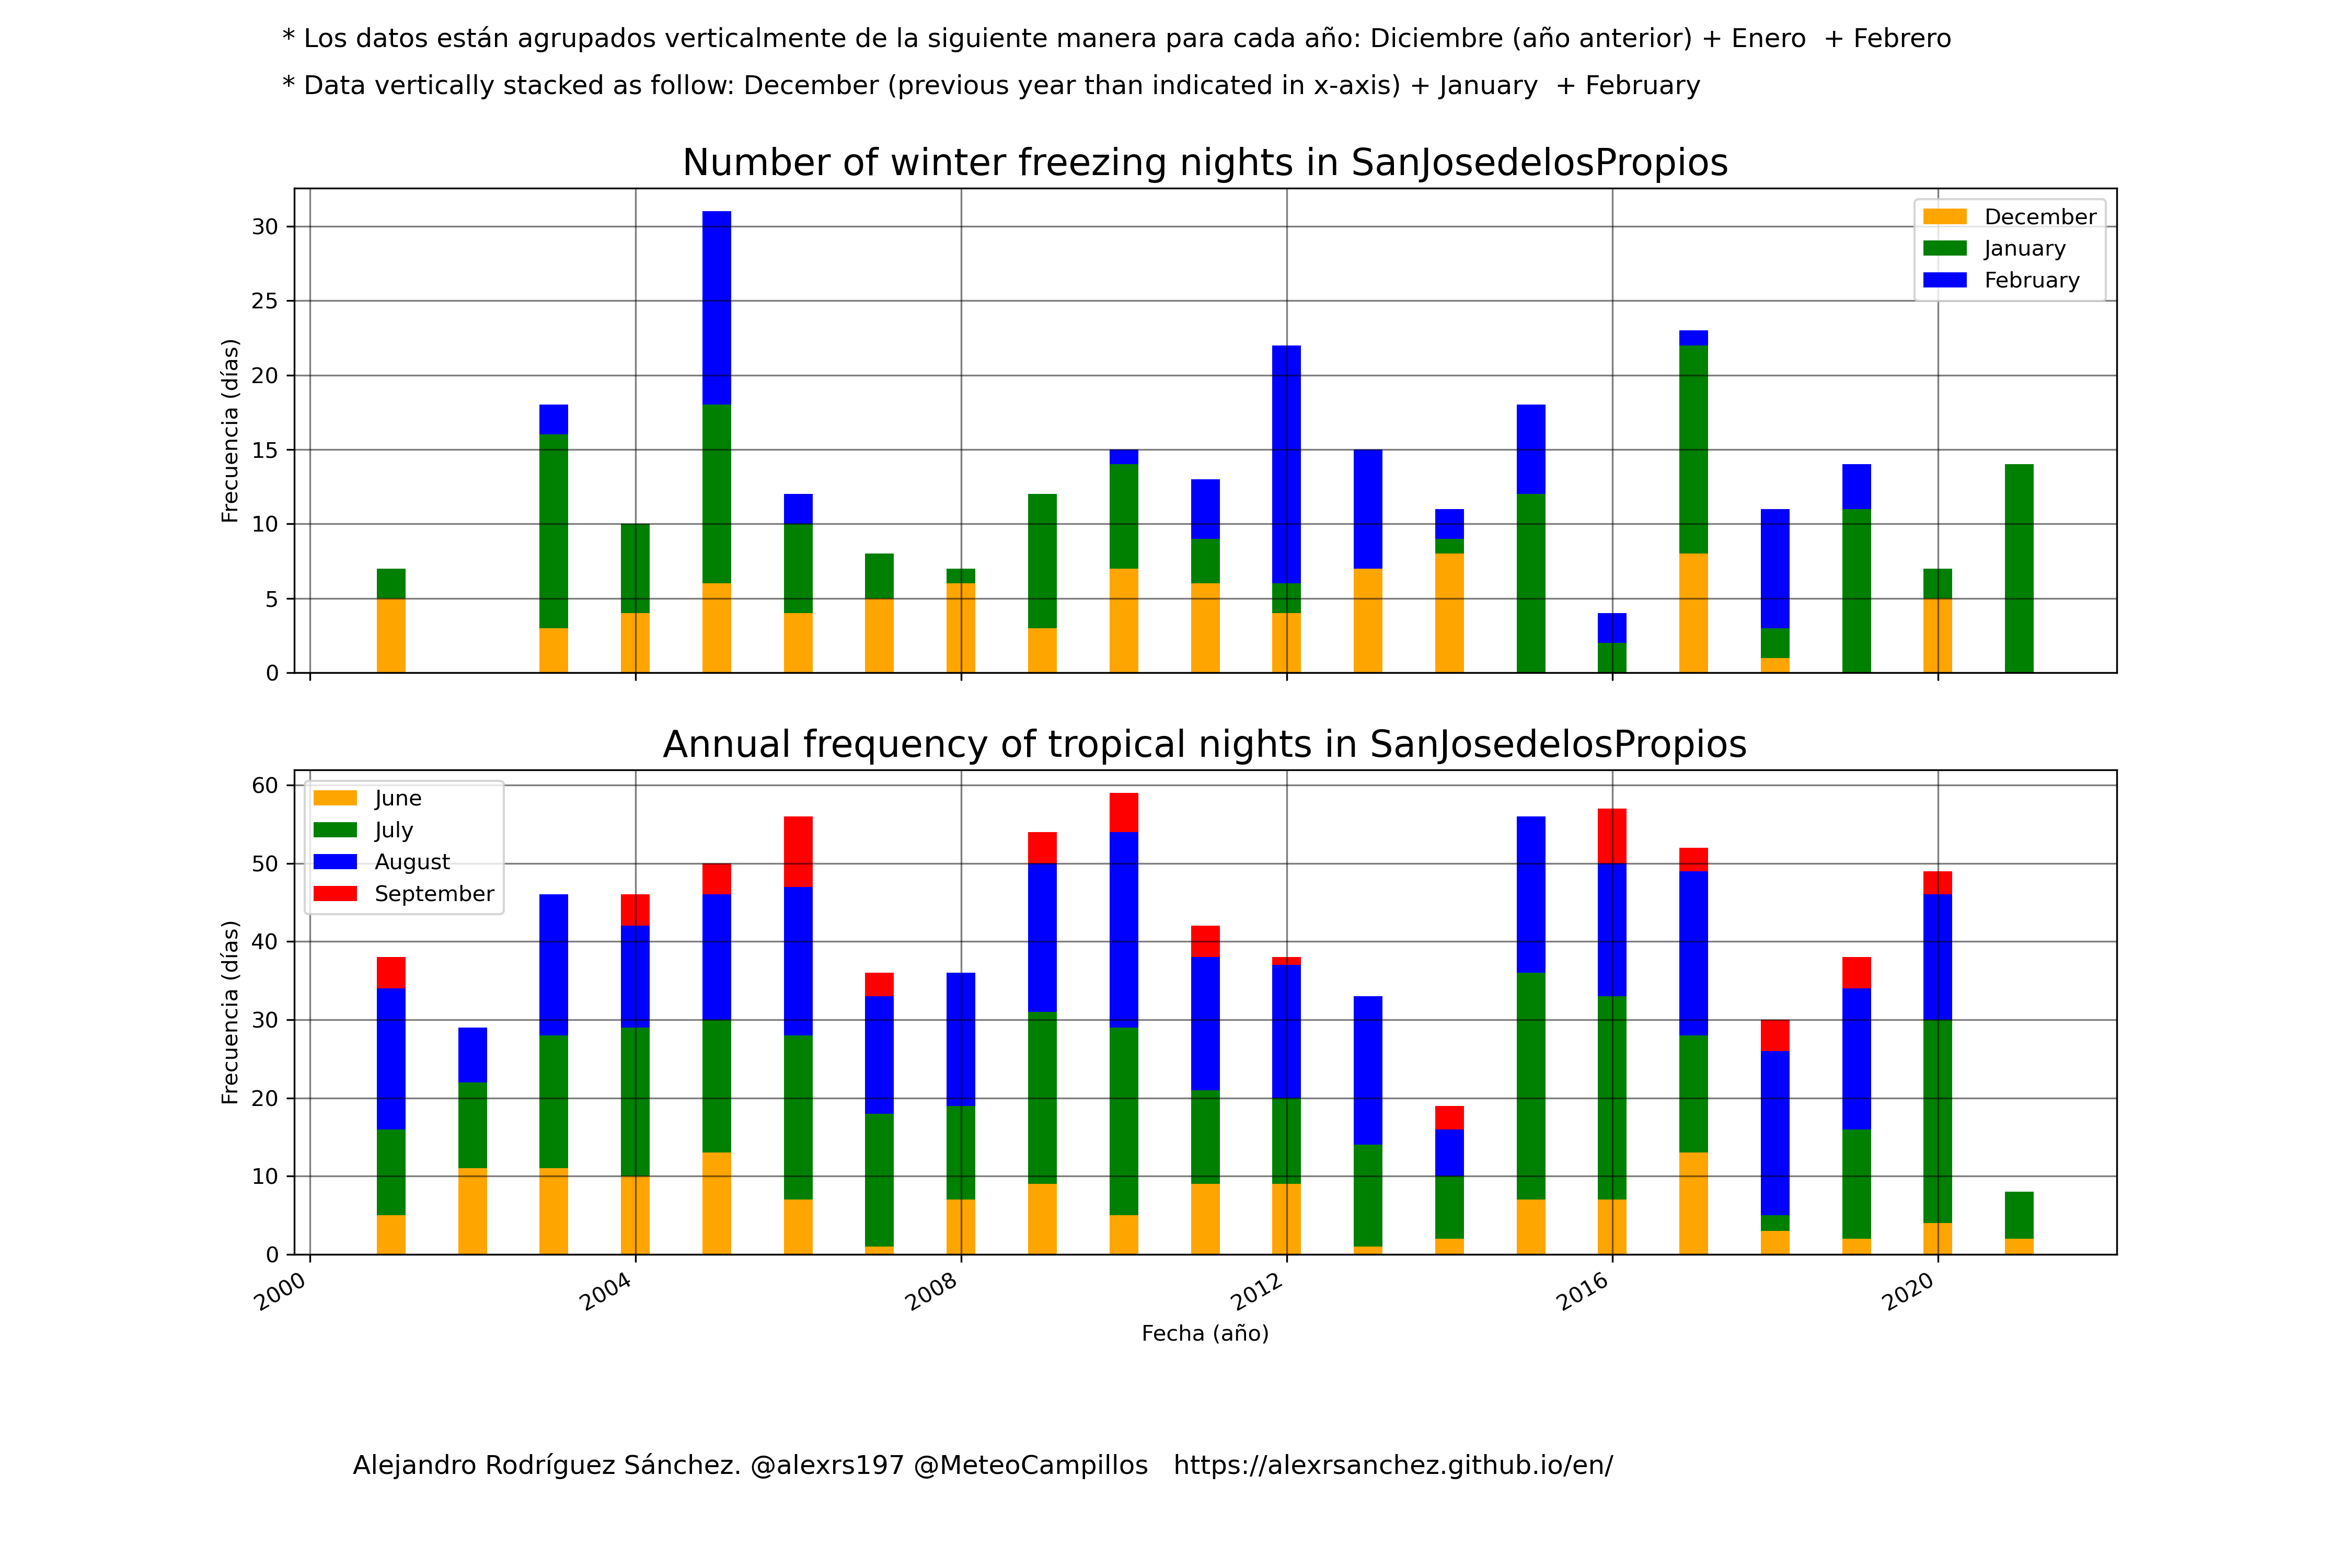 * Los datos están agrupados verticalmente de la siguiente manera para cada año: Diciembre (año anterior) + Enero  + Febrero
* Data vertically stacked as follow: December (previous year than indicated in x-axis) + January  + February
Number of winter freezing nights in SanJosedelosPropios
Frecuencia (días)
30
25
20
15
10
5
0
December
January
February
Annual frequency of tropical nights in SanJosedelosPropios
Frecuencia (días)
60
50
40
30
20
10
0
June
July
August
September
2000
2004
2008
2012
2016
2020
Fecha (año)
Alejandro Rodríguez Sánchez. @alexrs197 @MeteoCampillos   https://alexrsanchez.github.io/en/